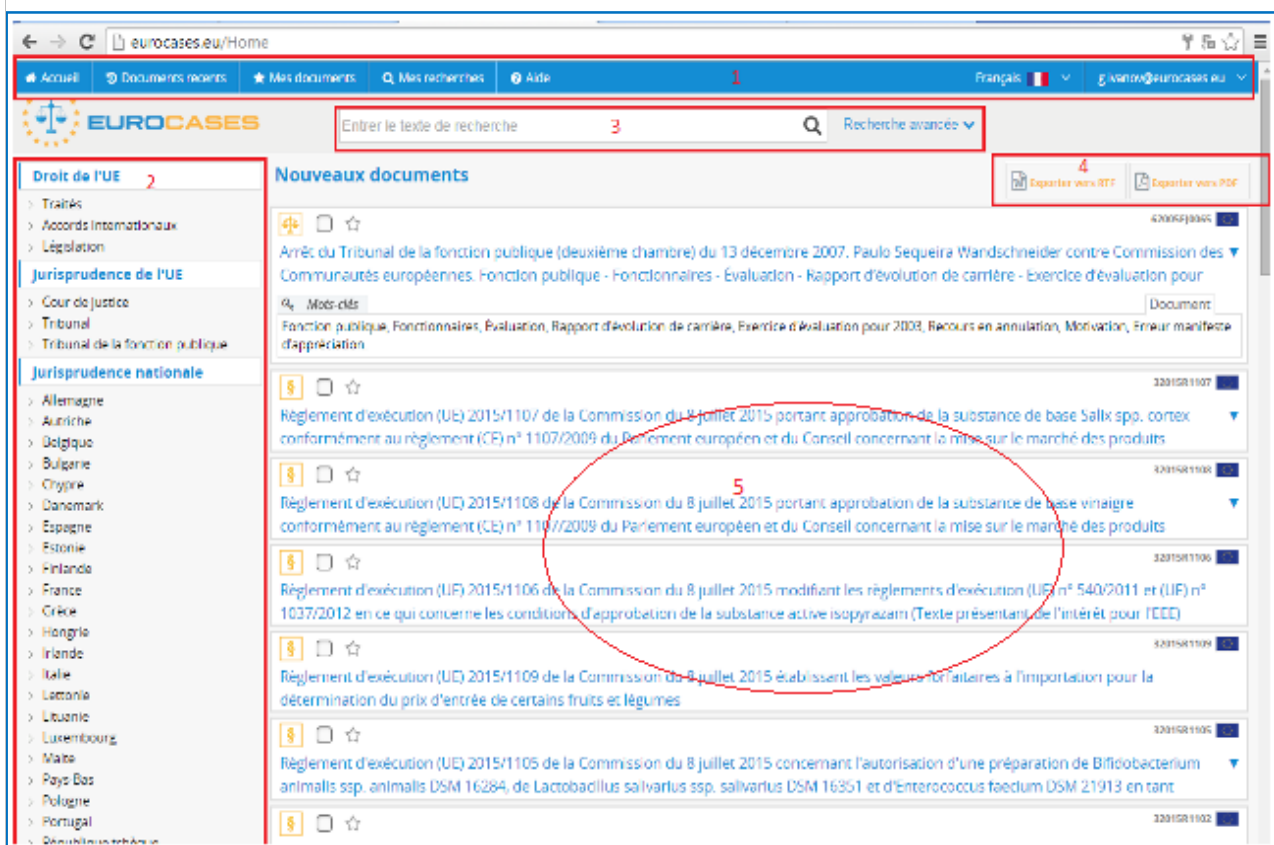 eurocases.eu/Home
Accueil Documents recents Mes documents Mes recherches Aide 1 Français g.ivanov@eurocases.eu
EUROCASES Entrer le texte de recherche 3 Recherche avancée
Droit de l'UE 2
Traités
Accords internationaux
Législation
Jurisprudence de l'UE
Cour de justice
Tribunal
Tribunal de la fonction publique
Jurisprudence nationale
Allemagne
Autriche
Belgique
Bulgarie
Chypre
Danemark
Espagne
Estonie
Finlande
France
Grèce
Hongrie
Irlande
Italie
Lettonie
Lituanie
Luxembourg
Malte
Pays-Bas
Pologne
Portugal
République tchèque
Nouveaux documents
4
Exporter vers RTF Exporter vers PDF
62005FJ0065
Arrêt du Tribunal de la fonction publique (deuxième chambre) du 13 décembre 2007. Paulo Sequeira Wandschneider contre Commission des
Communautés européennes. Fonction publique - Fonctionnaires - Évaluation - Rapport d'évolution de carrière - Exercice d'évaluation pour
Mots-clés Document
Fonction publique, Fonctionnaires, Évaluation, Rapport d'évolution de carrière, Exercice d'évaluation pour 2003, Recours en annulation, Motivation, Erreur manifeste
d'appréciation
§ 32015R1107
Règlement d'exécution (UE) 2015/1107 de la Commission du 8 juillet 2015 portant approbation de la substance de base Salix spp. cortex
conformément au règlement (CE) n° 1107/2009 du Parlement européen et du Conseil concernant la mise sur le marché des produits
§ 32015R1108
5
Règlement d'exécution (UE) 2015/1108 de la Commission du 8 juillet 2015 portant approbation de la substance de base vinaigre
conformément au règlement (CE) n° 1107/2009 du Parlement européen et du Conseil concernant la mise sur le marché des produits
§ 32015R1106
Règlement d'exécution (UE) 2015/1106 de la Commission du 8 juillet 2015 modifiant les règlements d'exécution (UE) n° 540/2011 et (UE) n°
1037/2012 en ce qui concerne les conditions d'approbation de la substance active isopyrazam (Texte présentant de l'intérêt pour l'EEE)
§ 32015R1109
Règlement d'exécution (UE) 2015/1109 de la Commission du 8 juillet 2015 établissant les valeurs forfaitaires à l'importation pour la
détermination du prix d'entrée de certains fruits et légumes
§ 32015R1105
Règlement d'exécution (UE) 2015/1105 de la Commission du 8 juillet 2015 concernant l'autorisation d'une préparation de Bifidobacterium
animalis ssp. animalis DSM 16284, de Lactobacillus salivarius ssp. salivarius DSM 16351 et d'Enterococcus faecium DSM 21913 en tant
§ 32015R1102